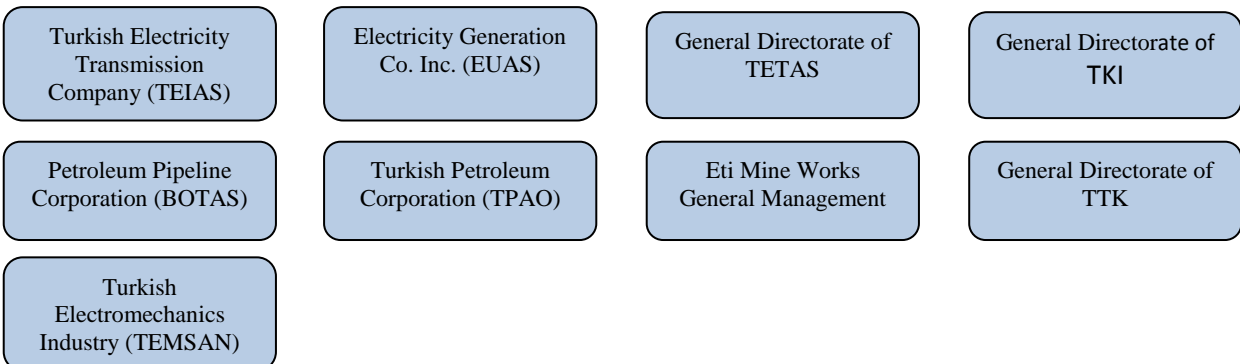 Turkish Electricity
Transmission
Company (TEIAS)
Electricity Generation
Co. Inc. (EUAS)
General Directorate of
TETAS
General Directorate of
TKI
Petroleum Pipeline
Corporation (BOTAS)
Turkish Petroleum
Corporation (TPAO)
Eti Mine Works
General Management
General Directorate of
TTK
Turkish
Electromechanics
Industry (TEMSAN)